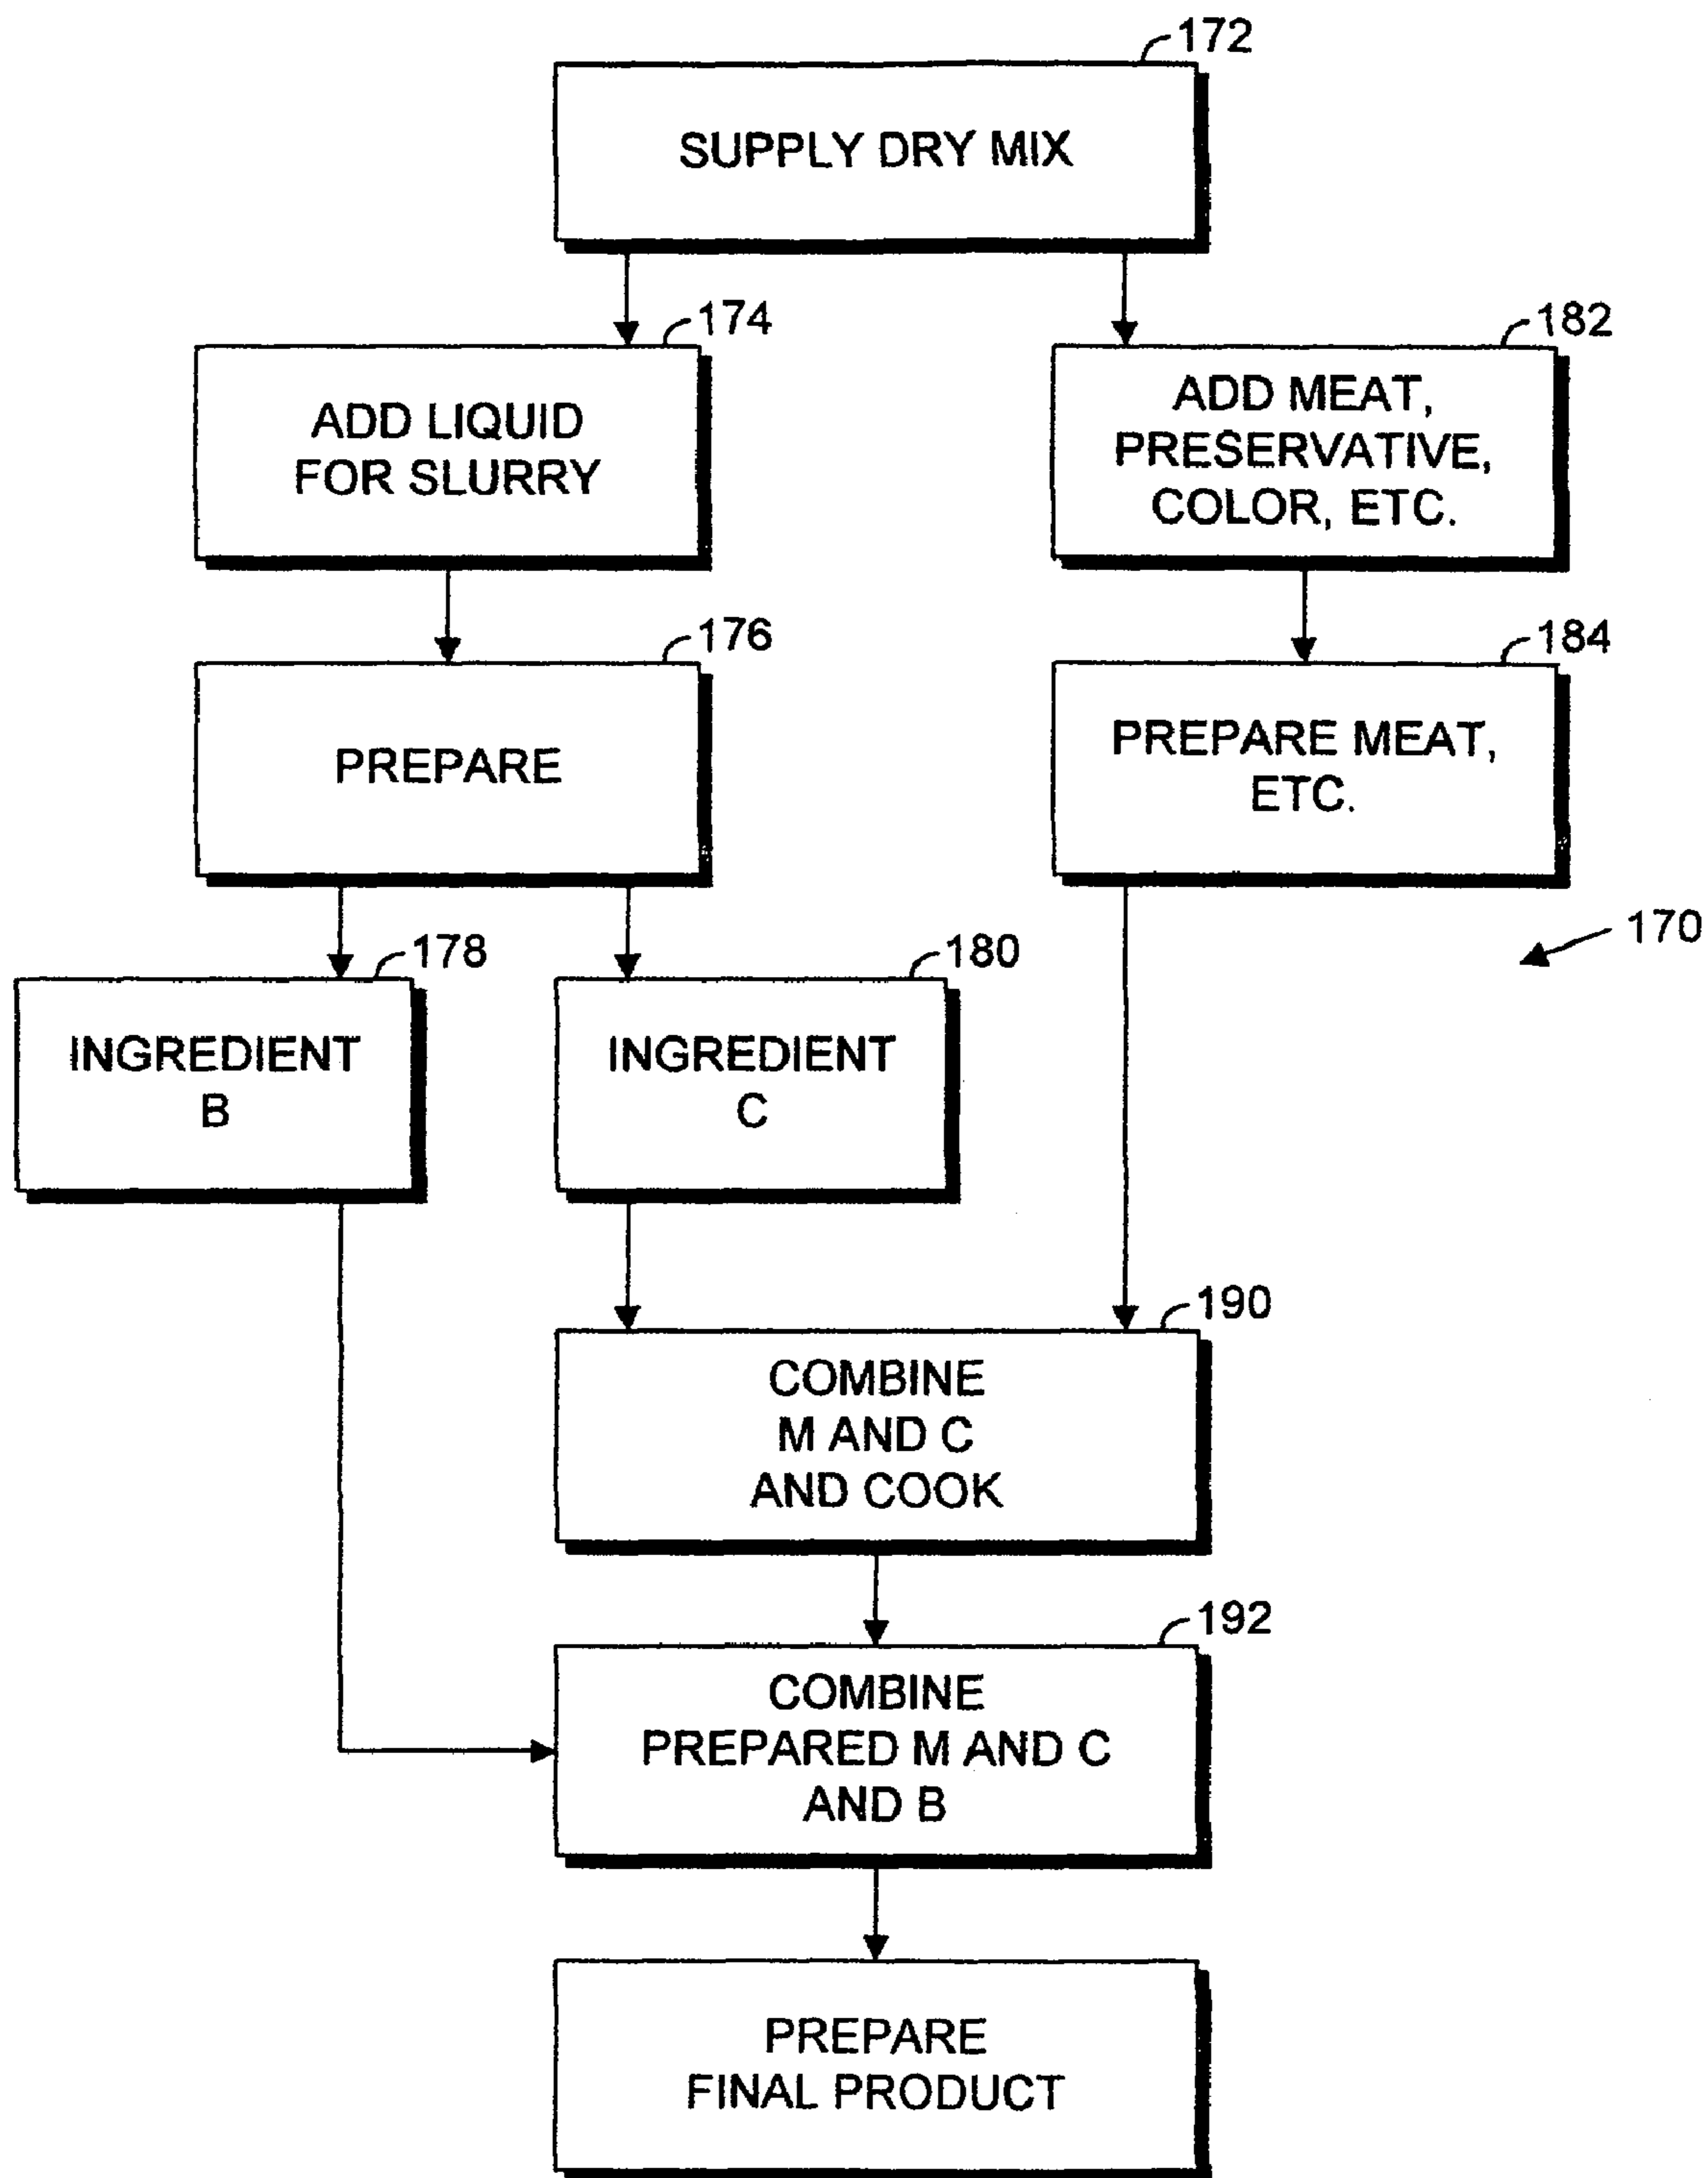 172
SUPPLY DRY MIX
174
ADD LIQUID
FOR SLURRY
182
ADD MEAT,
PRESERVATIVE,
COLOR, ETC.
176
PREPARE
184
PREPARE MEAT,
ETC.
170
178
INGREDIENT
B
180
INGREDIENT
C
190
COMBINE
M AND C
AND COOK
192
COMBINE
PREPARED M AND C
AND B
PREPARE
FINAL PRODUCT